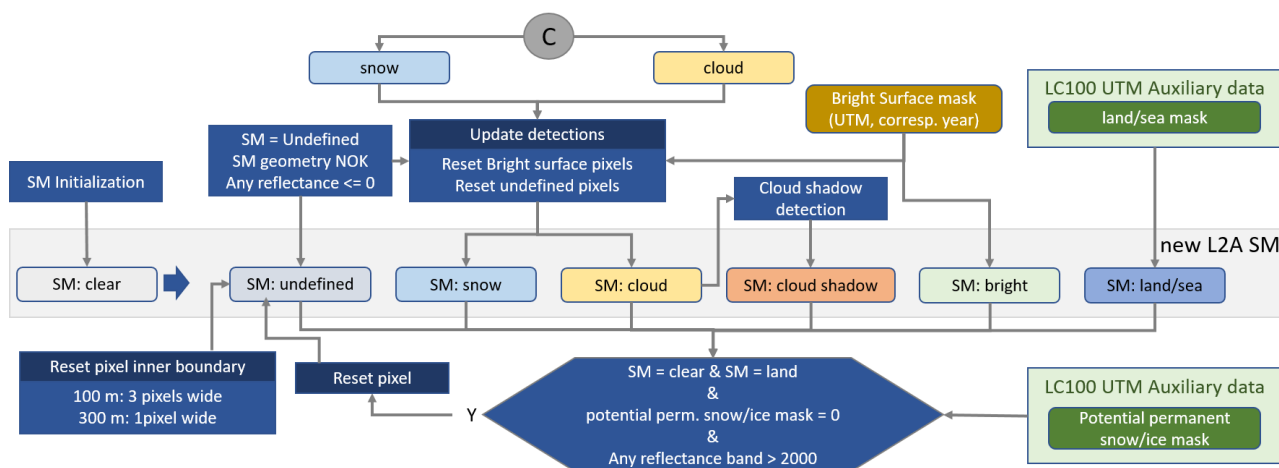 C
snow
cloud
Bright Surface mask
(UTM, corresp. year)
LC100 UTM Auxiliary data
land/sea mask
SM = Undefined
SM geometry NOK
Any reflectance <= 0
Update detections
Reset Bright surface pixels
Reset undefined pixels
SM Initialization
Cloud shadow
detection
new L2A SM
SM: clear
SM: undefined
SM: snow
SM: cloud
SM: cloud shadow
SM: bright
SM: land/sea
Reset pixel inner boundary
100 m: 3 pixels wide
300 m: 1pixel wide
Reset pixel
Y
SM = clear & SM = land
&
potential perm. snow/ice mask = 0
&
Any reflectance band > 2000
LC100 UTM Auxiliary data
Potential permanent
snow/ice mask